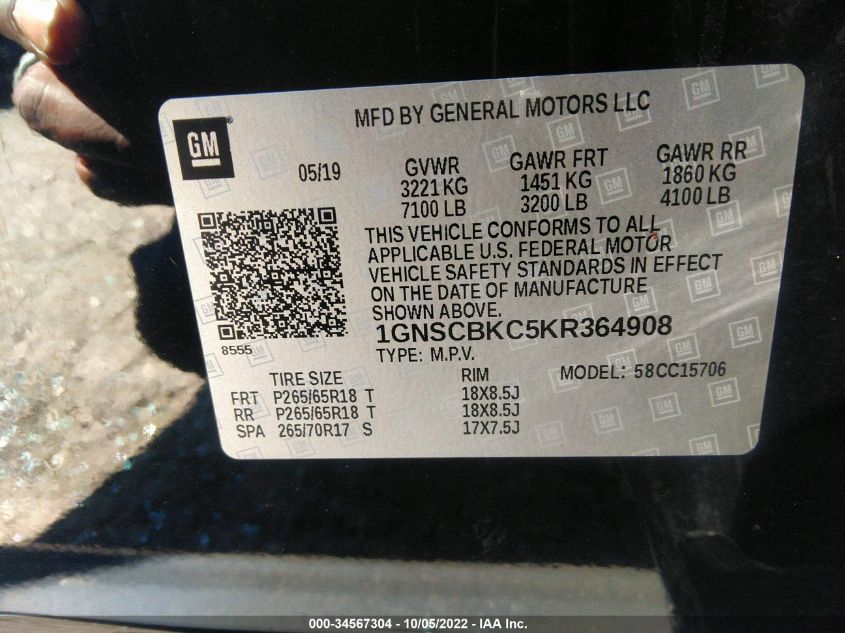 MFD BY GENERAL MOTORS LLC
GM
05/19
GVWR GAWR FRT GAWR RR
3221 KG 1451 KG 1860 KG
7100 LB 3200 LB 4100 LB
THIS VEHICLE CONFORMS TO ALL
APPLICABLE U.S. FEDERAL MOTOR
VEHICLE SAFETY STANDARDS IN EFFECT
ON THE DATE OF MANUFACTURE
SHOWN ABOVE.
1GNSCBKC5KR364908
8555
TYPE: M.P.V.
TIRE SIZE RIM MODEL: 58CC15706
FRT P265/65R18 T 18X8.5J
RR P265/65R18 T 18X8.5J
SPA 265/70R17 S 17X7.5J
000-34567304 - 10/05/2022 - IAA Inc.